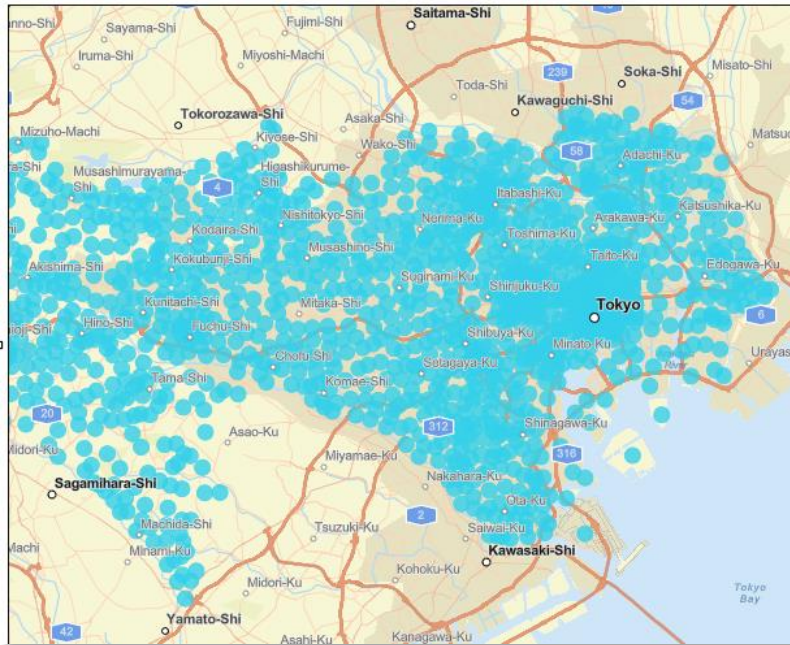 Saitama-Shi
Fujimi-Shi
Sayama-Shi
Iruma-Shi
Miyoshi-Machi
Toda-Shi
239
Soka-Shi
Misato-Shi
Kawaguchi-Shi
54
Tokorozawa-Shi
Asaka-Shi
Mizuho-Machi
Kiyose-Shi
Wako-Shi
58
Adachi-Ku
Musashimurayama-
Shi
4
Higashikurume-
Shi
Itabashi-Ku
Katsushika-Ku
Nishitokyo-Shi
Nerima-Ku
Arakawa-Ku
Kodaira-Shi
Toshima-Ku
Musashino-Shi
Kokubunji-Shi
Taito-Ku
Akishima-Shi
Suginami-Ku
Shinjuku-Ku
Edogawa-Ku
Kunitachi-Shi
Mitaka-Shi
Tokyo
6
Hino-Shi
Fuchu-Shi
Shibuya-Ku
Minato-Ku
Chofu-Shi
Setagaya-Ku
River
Tama-Shi
Komae-Shi
20
312
Shinagawa-Ku
Asao-Ku
Midori-Ku
316
Miyamae-Ku
Nakahara-Ku
Sagamihara-Shi
Ota-Ku
2
Machida-Shi
Tsuzuki-Ku
Saiwai-Ku
Minami-Ku
Kawasaki-Shi
Kohoku-Ku
Midori-Ku
Tokyo
Bay
42
Yamato-Shi
Asahi-Ku
Kanagawa-Ku